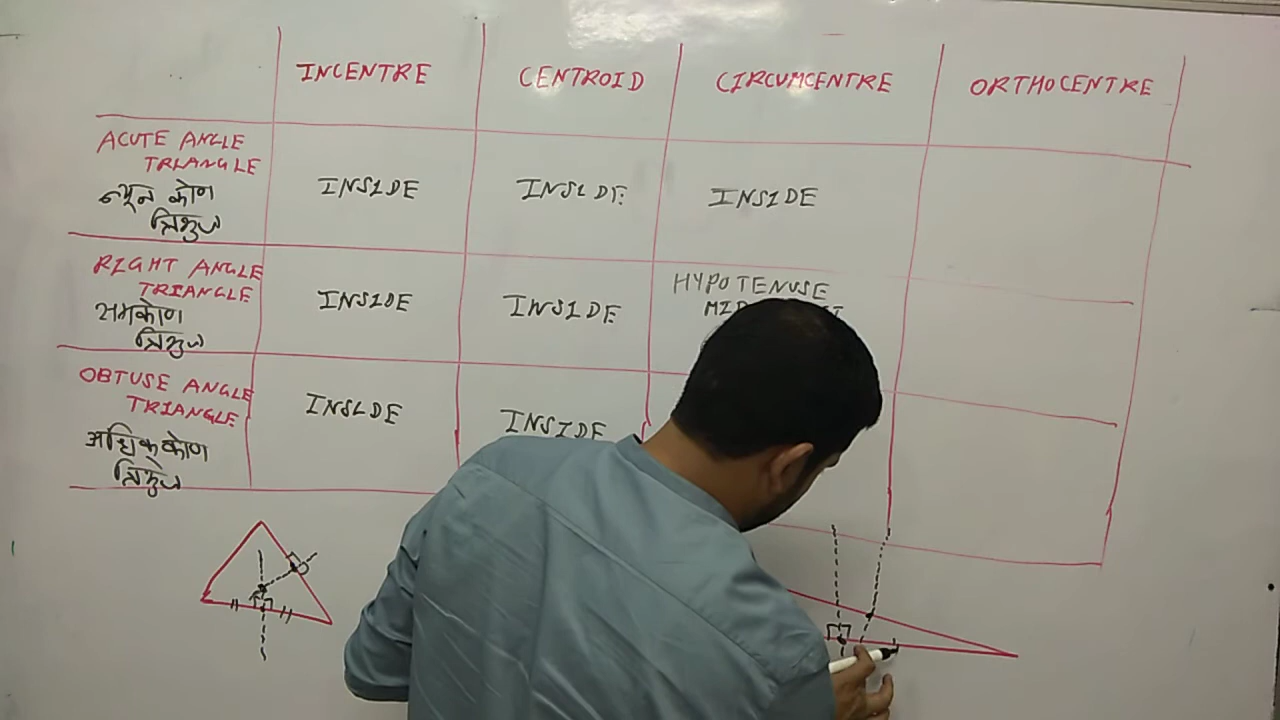 INCENTRE
CENTROID
CIRCUMCENTRE
ORTHOCENTRE
ACUTE ANGLE
TRIANGLE
न्यून कोण
त्रिभुज
INSIDE
INSIDE
INSIDE
RIGHT ANGLE
TRIANGLE
समकोण
त्रिभुज
INSIDE
INSIDE
HYPOTENUSE
OBTUSE ANGLE
TRIANGLE
अधिककोण
त्रिभुज
INSIDE
INSIDE